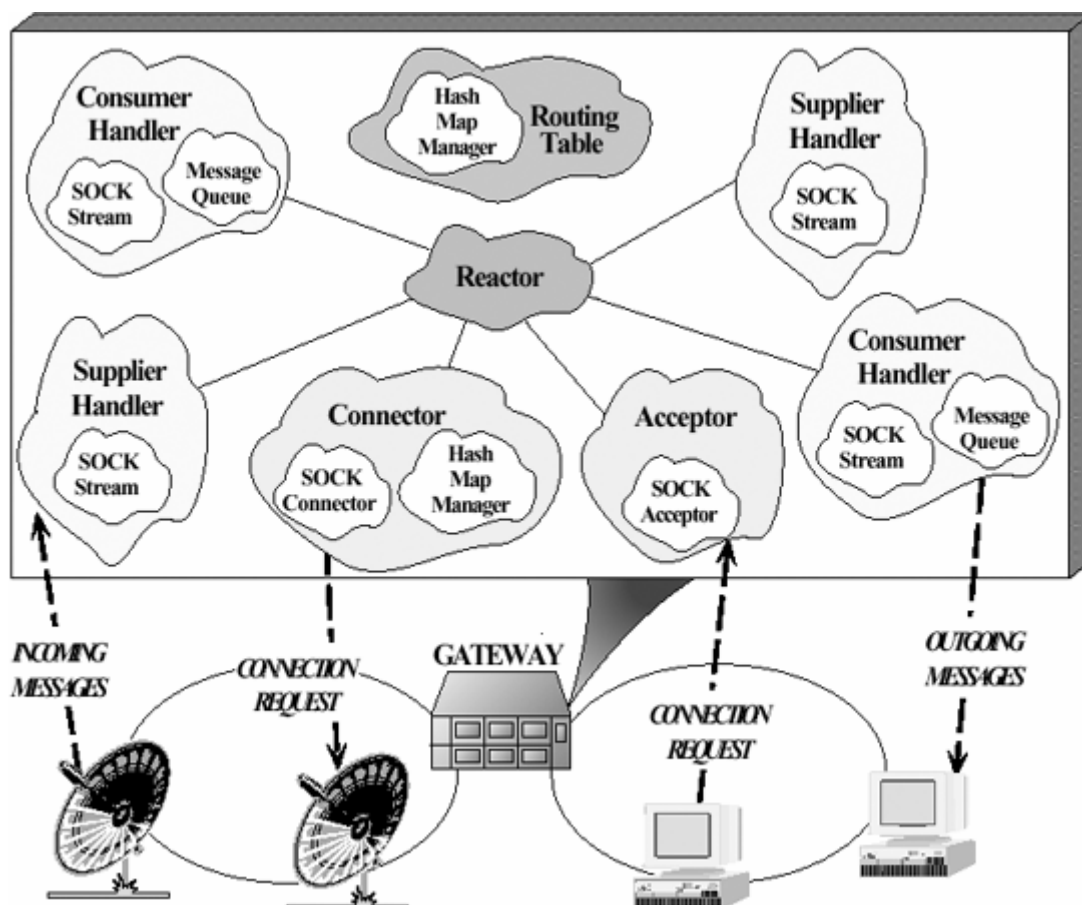 Consumer
Handler
SOCK
Stream
Message
Queue
Hash
Map
Manager
Routing
Table
Supplier
Handler
SOCK
Stream
Reactor
Supplier
Handler
SOCK
Stream
Connector
SOCK
Connector
Hash
Map
Manager
Acceptor
SOCK
Acceptor
Consumer
Handler
SOCK
Stream
Message
Queue
INCOMING
MESSAGES
CONNECTION
REQUEST
GATEWAY
CONNECTION
REQUEST
OUTGOING
MESSAGES